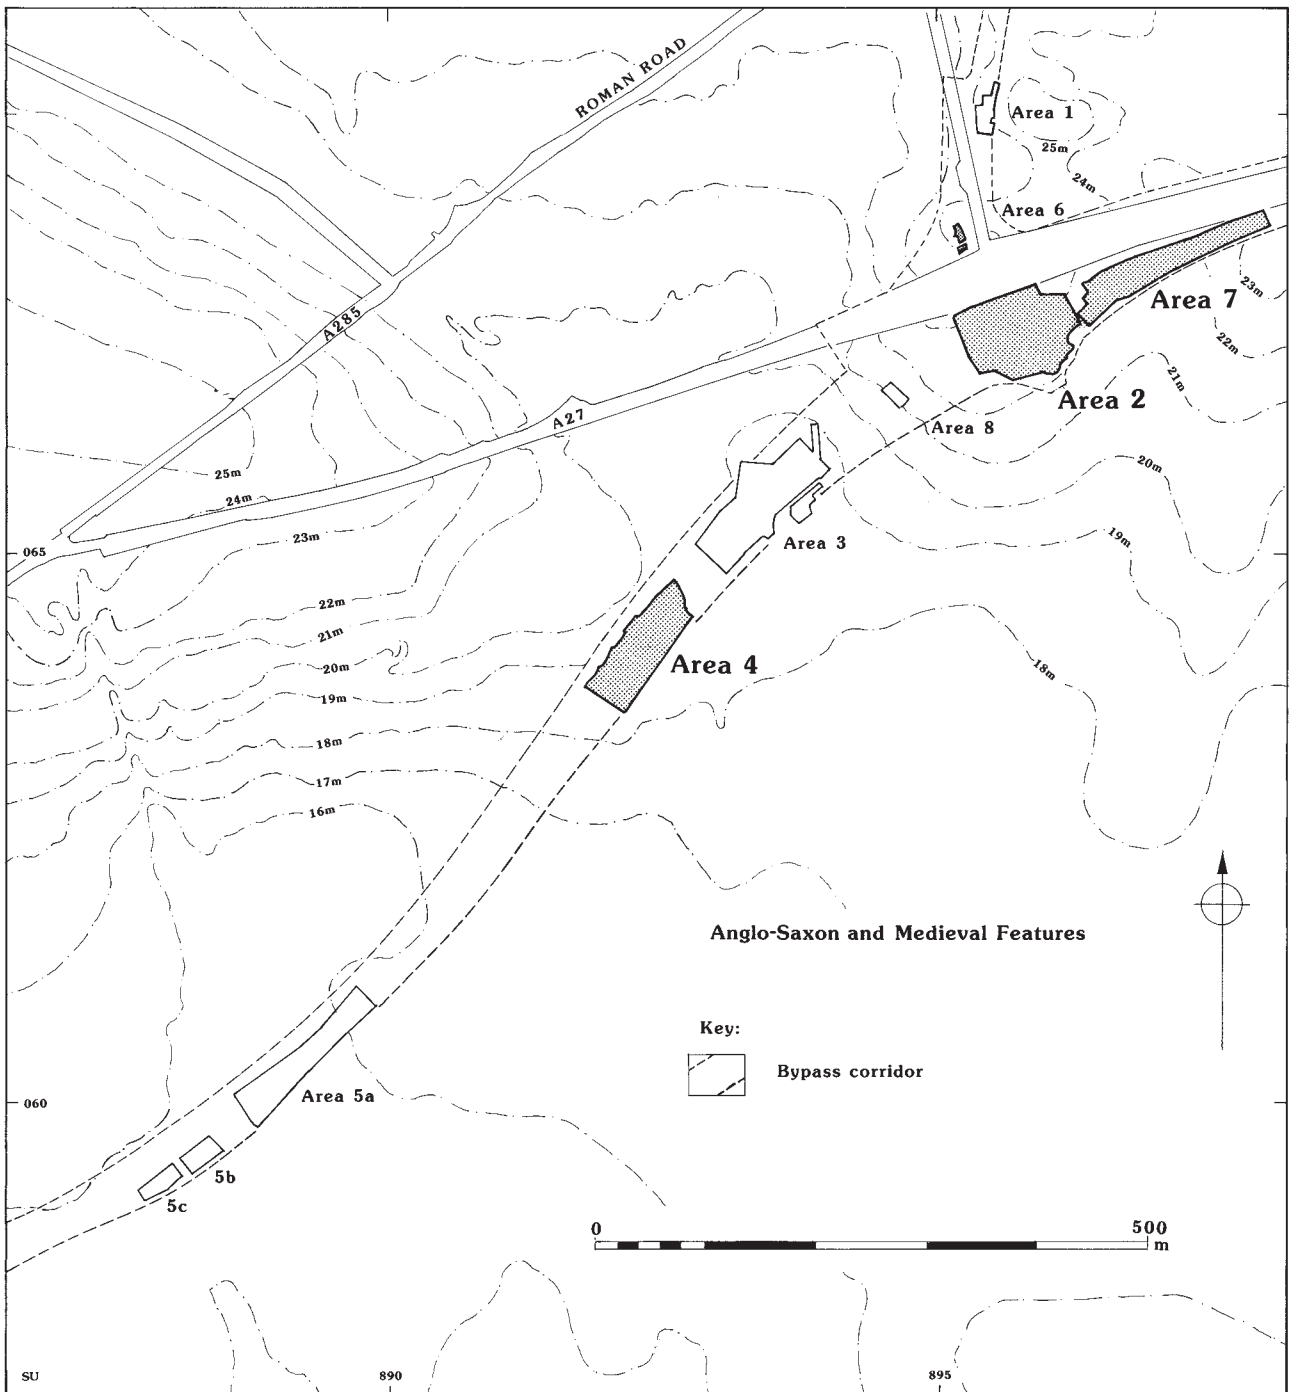 ROMAN ROAD
Area 1
25m
24m
Area 6
Area 7
23m
22m
21m
Area 2
A285
A27
Area 8
20m
25m
24m
23m
19m
065
Area 3
22m
21m
20m
19m
18m
17m
16m
Area 4
18m
Anglo-Saxon and Medieval Features
Key:
Bypass corridor
060
Area 5a
5b
5c
0
500
m
SU
890
895